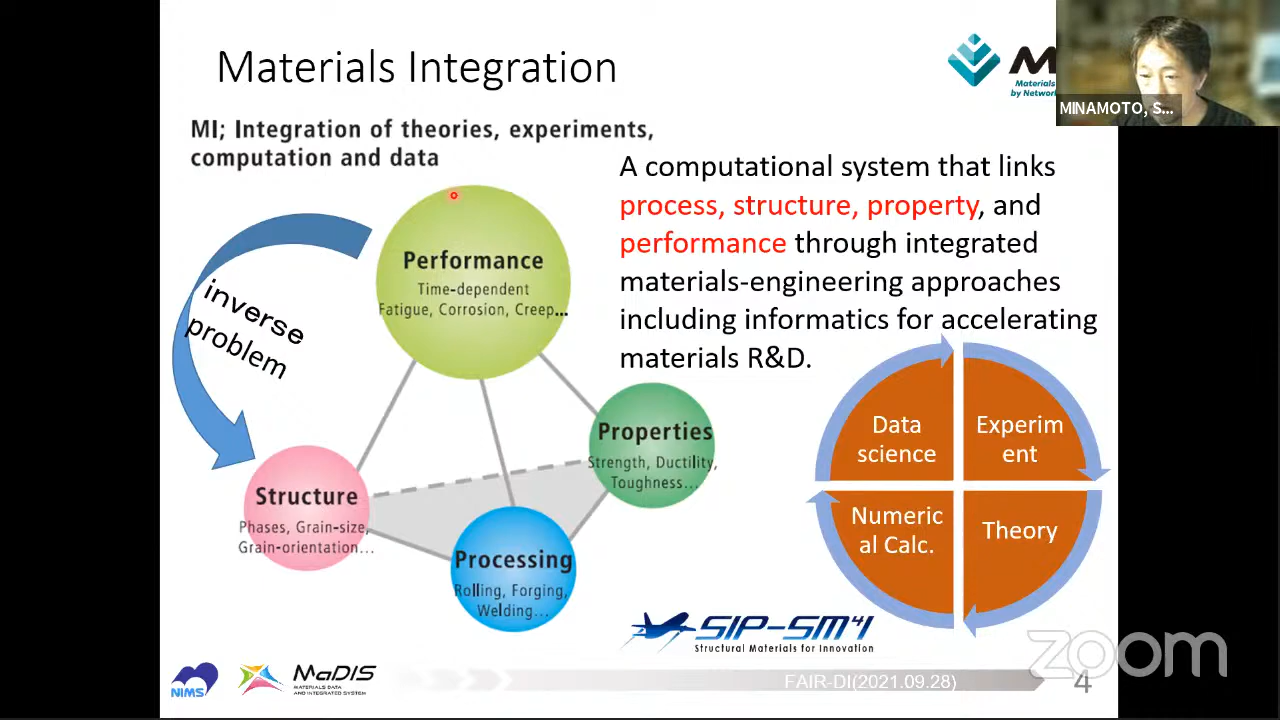 Materials Integration
M
Materials
by Netwo
MINAMOTO, S...
MI; Integration of theories, experiments,
computation and data
A computational system that links
process, structure, property, and
performance through integrated
materials-engineering approaches
including informatics for accelerating
materials R&D.
inverse
problem
Performance
Time-dependent
Fatigue, Corrosion, Creep...
Properties
Strength, Ductility,
Toughness...
Structure
Phases, Grain-size,
Grain-orientation...
Processing
Rolling, Forging,
Welding...
Data
science
Experim
ent
Numeric
al Calc.
Theory
SIP-SM4I
Structural Materials for Innovation
NIMS
MaDIS
MATERIALS DATA
AND INTEGRATED SYSTEM
FAIR-DI(2021.09.28)
4
zoom